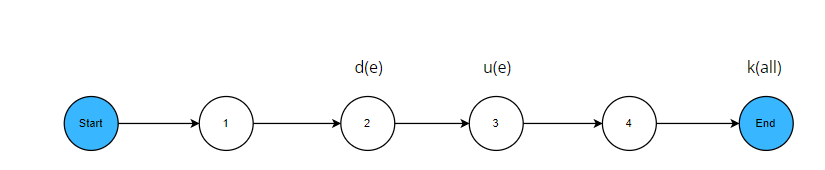 d(e) u(e) k(all)
Start 1 2 3 4 End